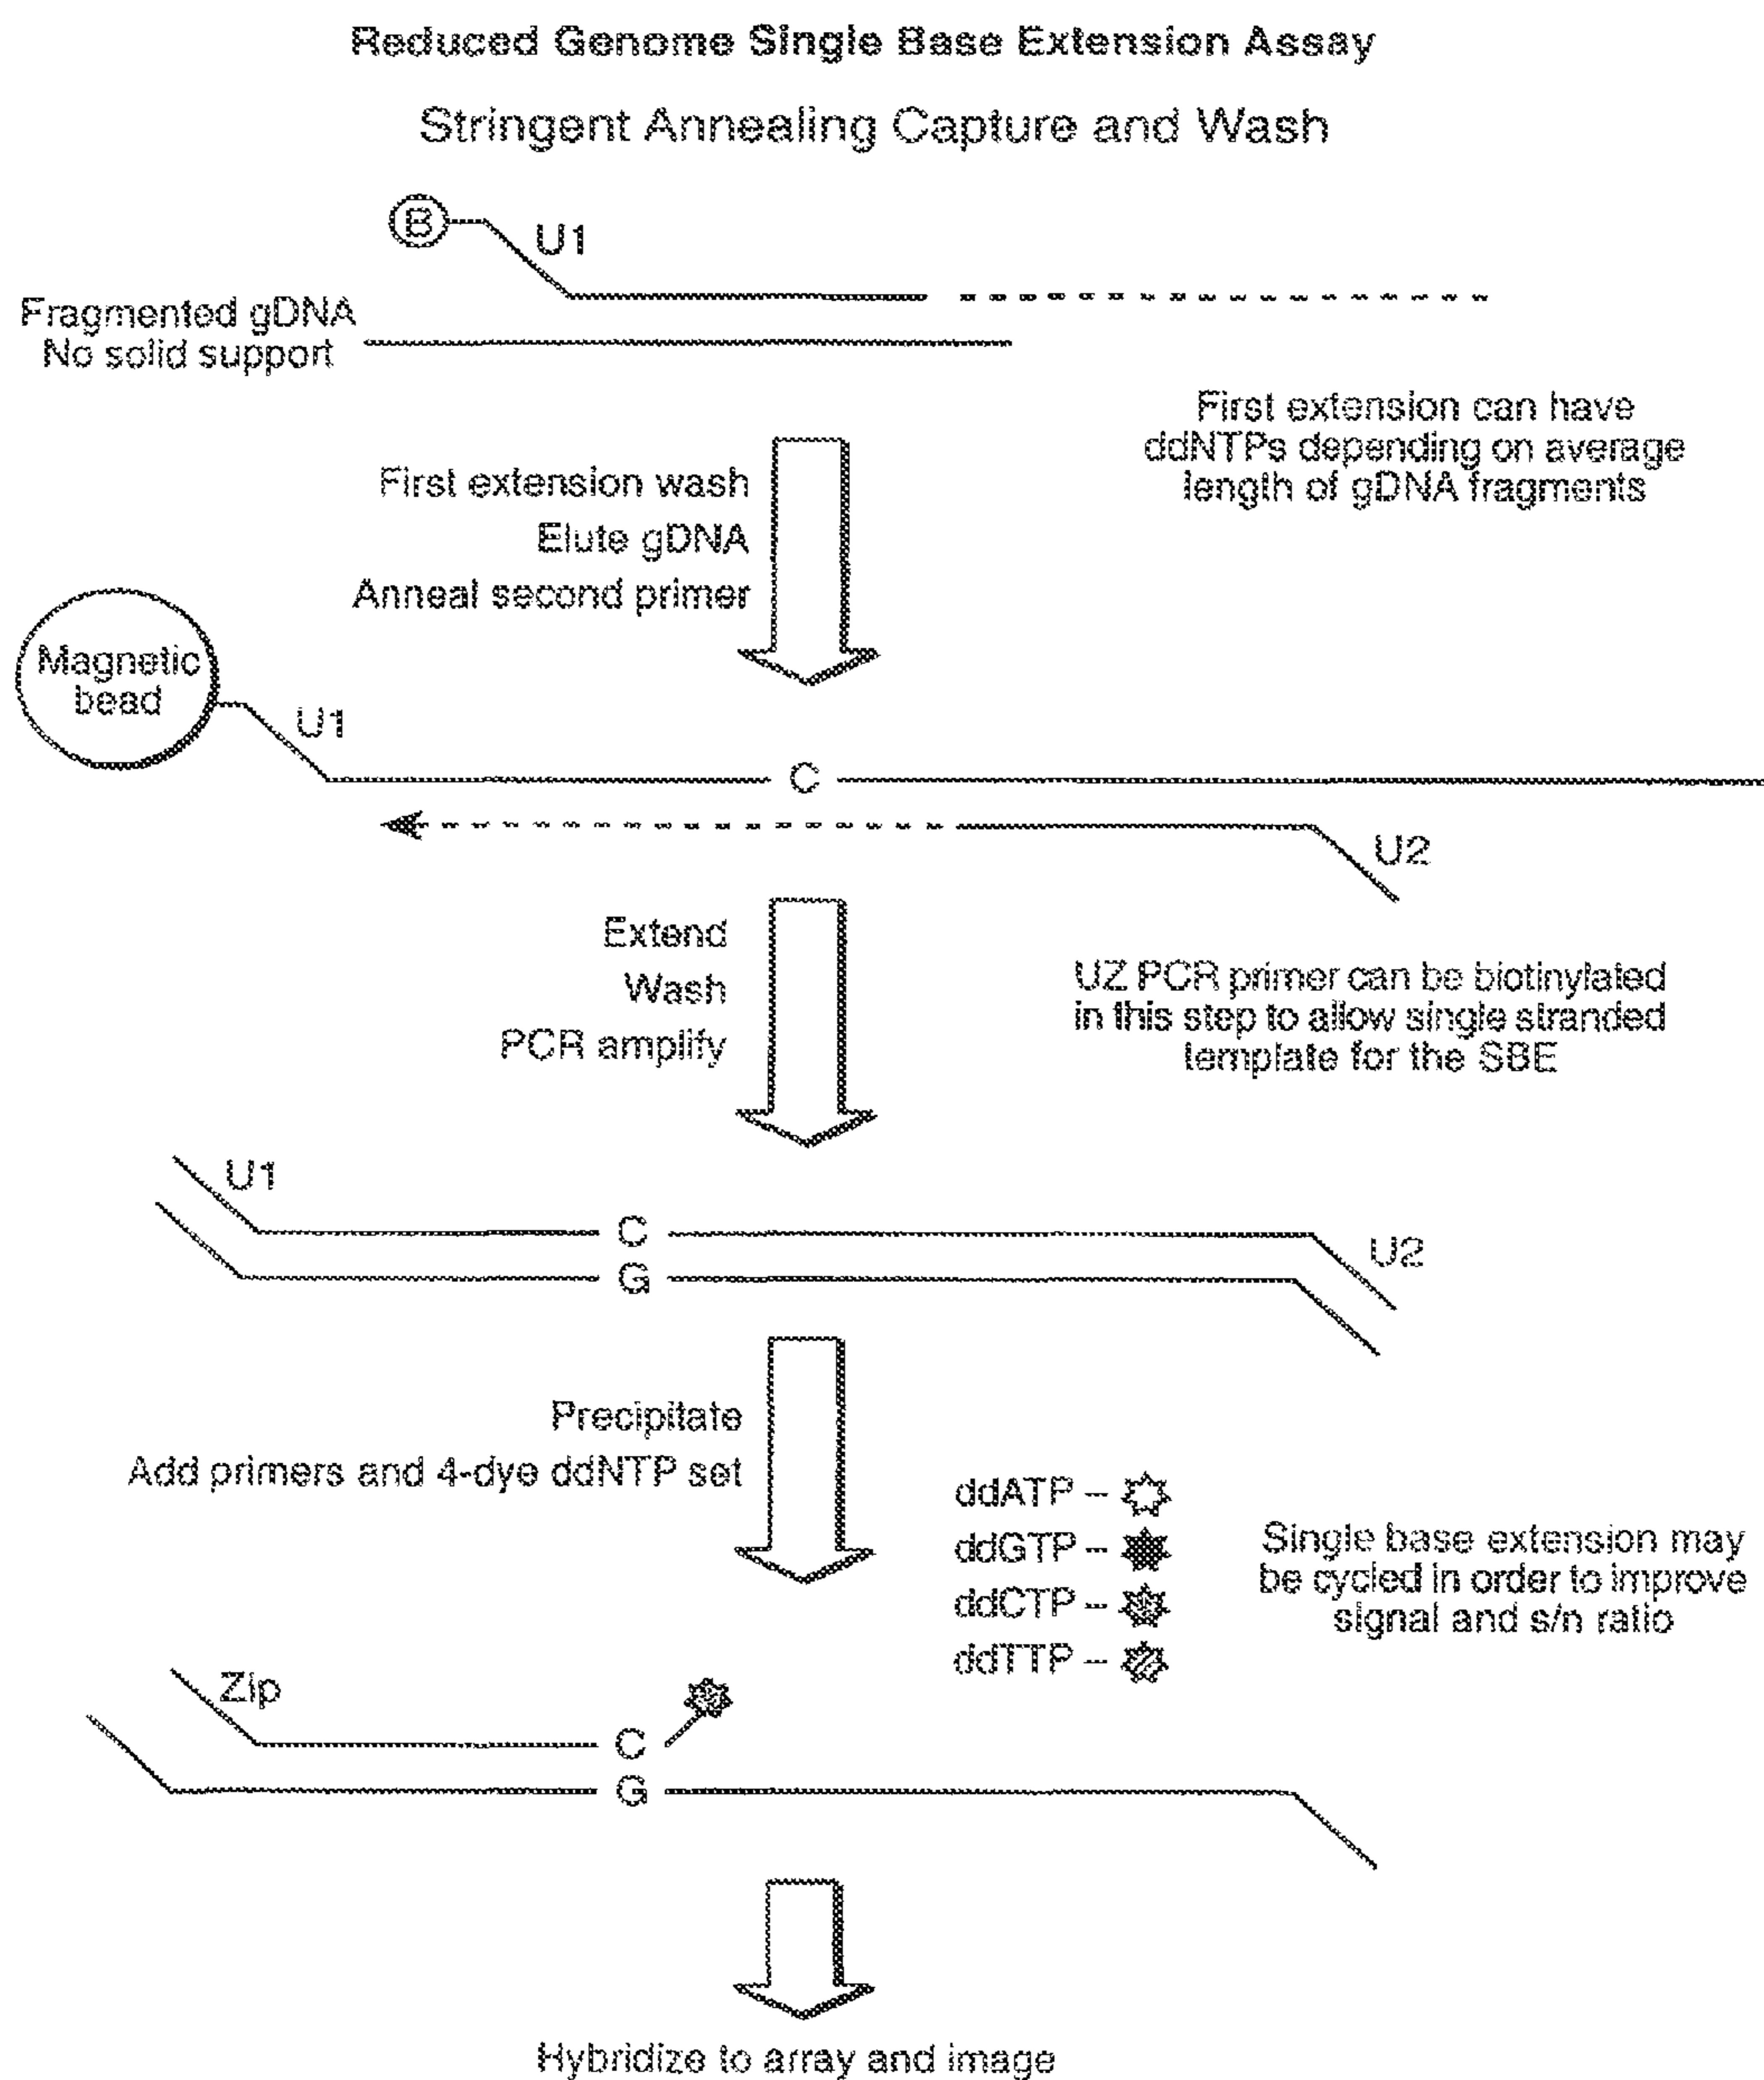 Reduced Genome Single Base Extension Assay
Stringent Annealing Capture and Wash
B
U1
Fragmented gDNA
No solid support
First extension can have
ddNTPs depending on average
length of gDNA fragments
First extension wash
Elute gDNA
Anneal second primer
Magnetic
bead
U1
C
U2
Extend
Wash
PCR amplify
UZ PCR primer can be biotinylated
in this step to allow single stranded
template for the SBE
U1
C
G
U2
Precipitate
Add primers and 4-dye ddNTP set
ddATP –
ddGTP –
ddCTP –
ddTTP –
Single base extension may
be cycled in order to improve
signal and s/n ratio
Zip
C
G
Hybridize to array and image